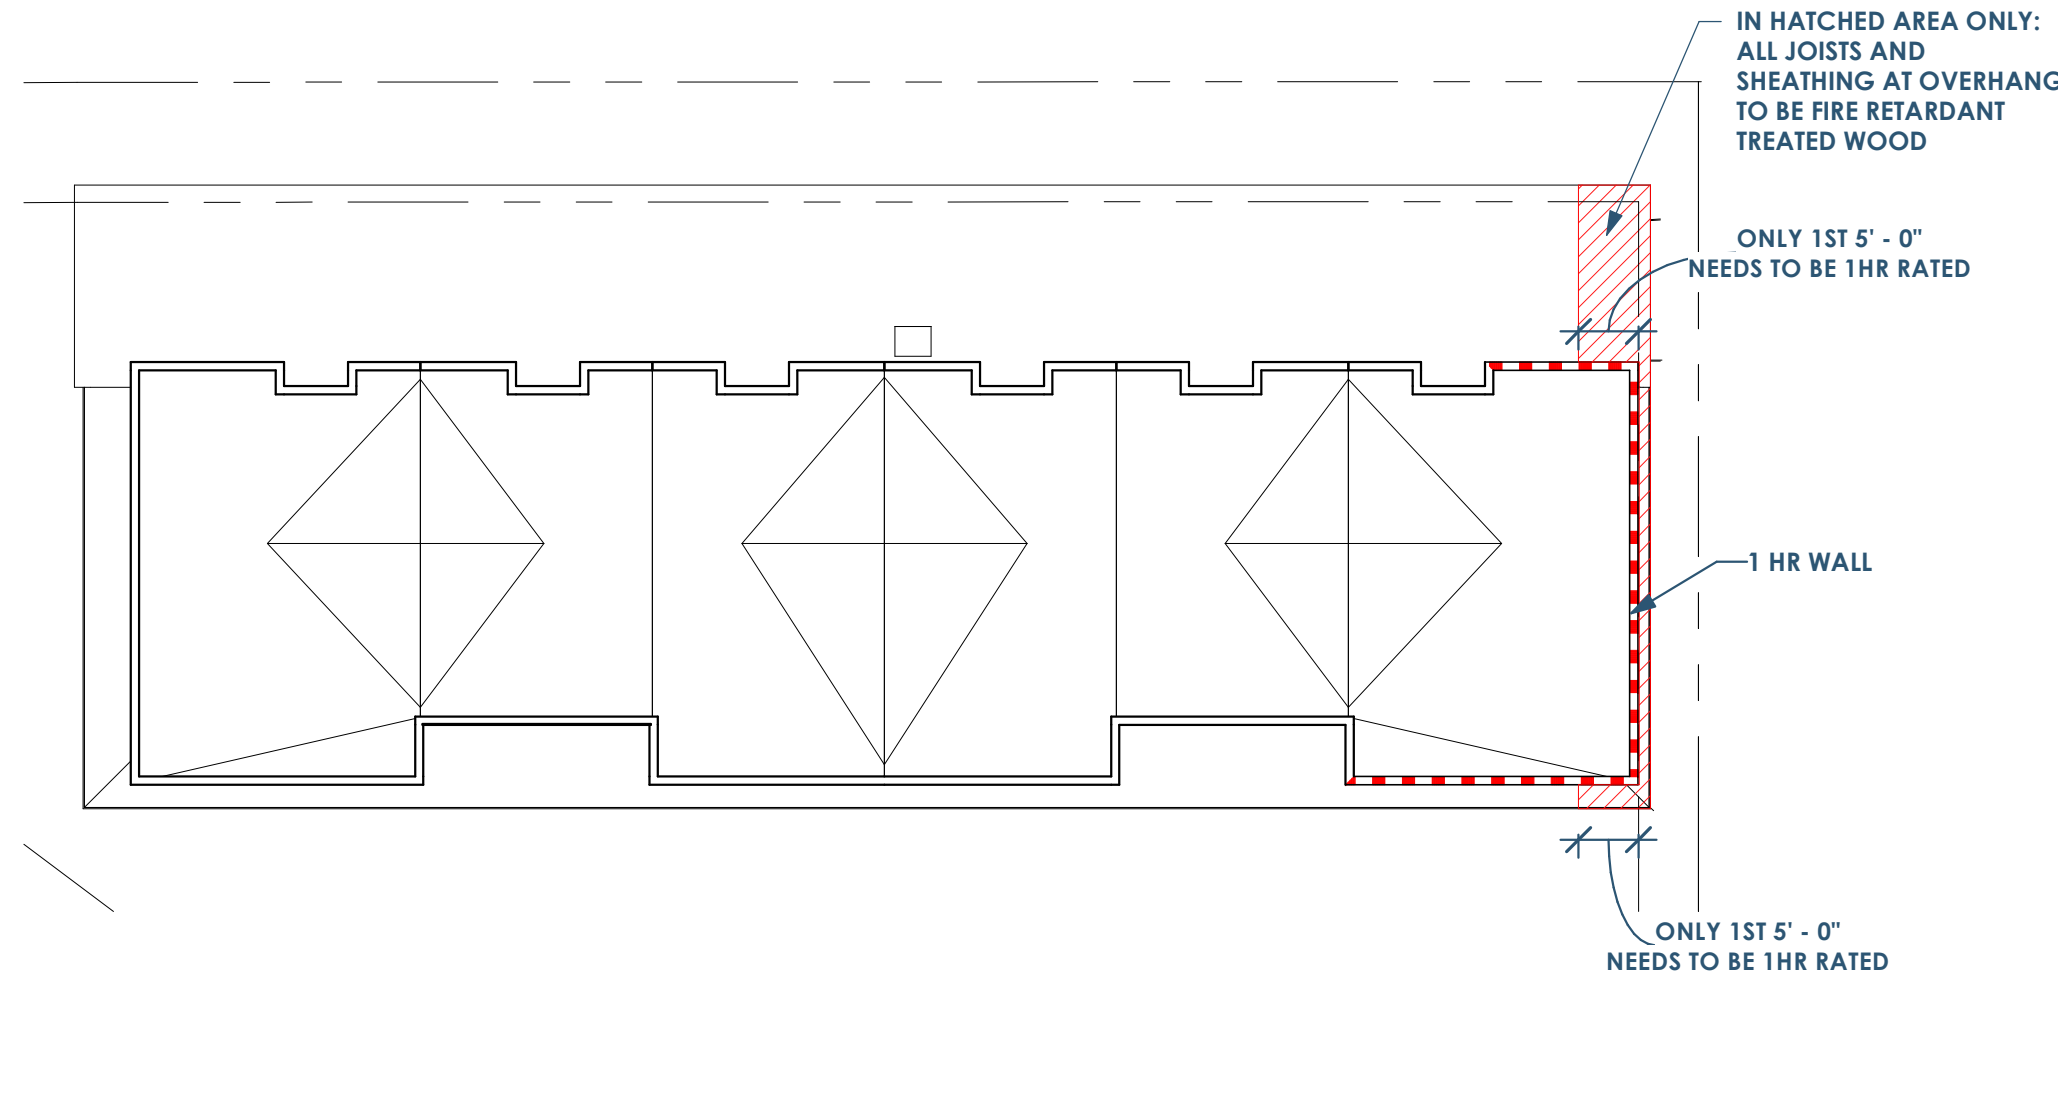 IN HATCHED AREA ONLY:
ALL JOISTS AND
SHEATHING AT OVERHANG
TO BE FIRE RETARDANT
TREATED WOOD
ONLY 1ST 5' - 0"
NEEDS TO BE 1HR RATED
1 HR WALL
ONLY 1ST 5' - 0"
NEEDS TO BE 1HR RATED